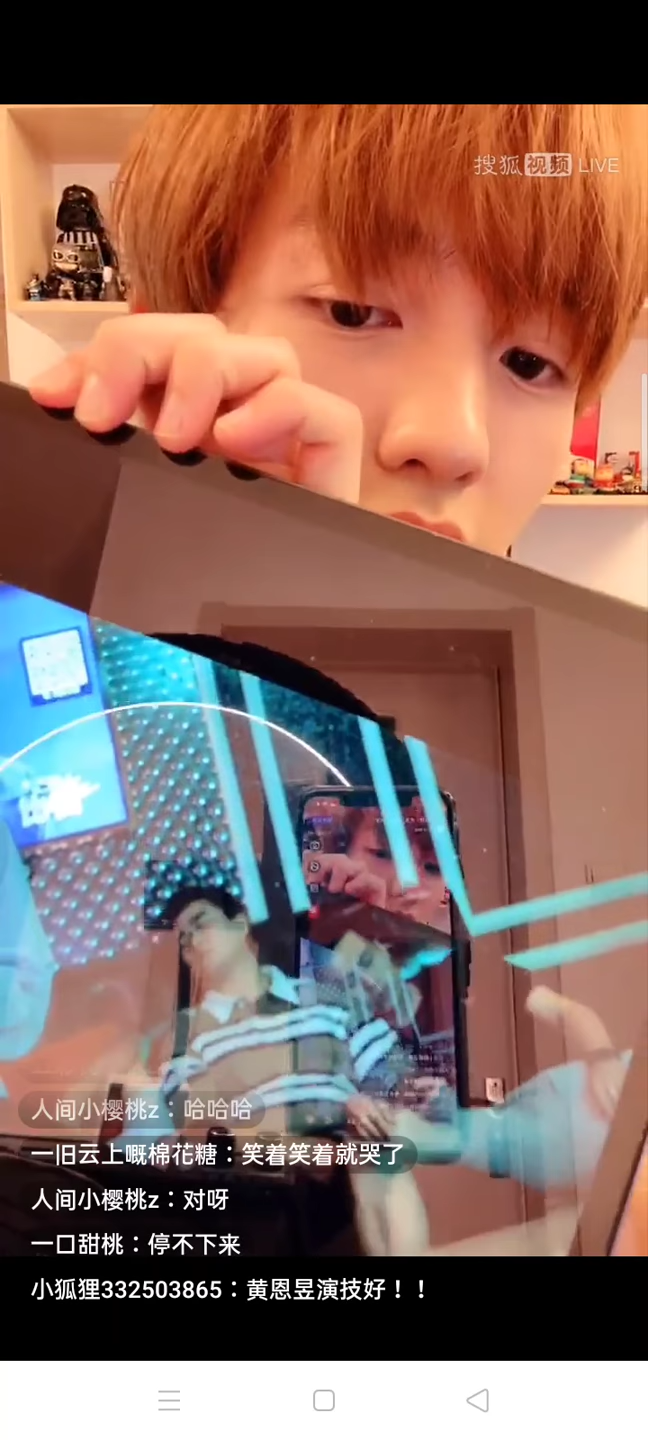 搜狐视频 LIVE
人间小樱桃z：哈哈哈
一旧云上嘅棉花糖：笑着笑着就哭了
人间小樱桃z：对呀
一口甜桃：停不下来
小狐狸332503865：黄恩昱演技好！！